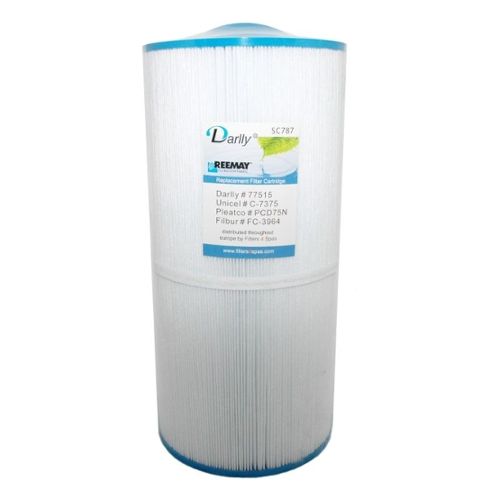 Darlly®
SC787
REEMAY
Replacement Filter Cartridge
Darlly # 77515
Unicel # C-7375
Pleatco # PCD75N
Filbur # FC-3964
distributed throughout
europe by Filters 4 Spas
www.filters4spas.com